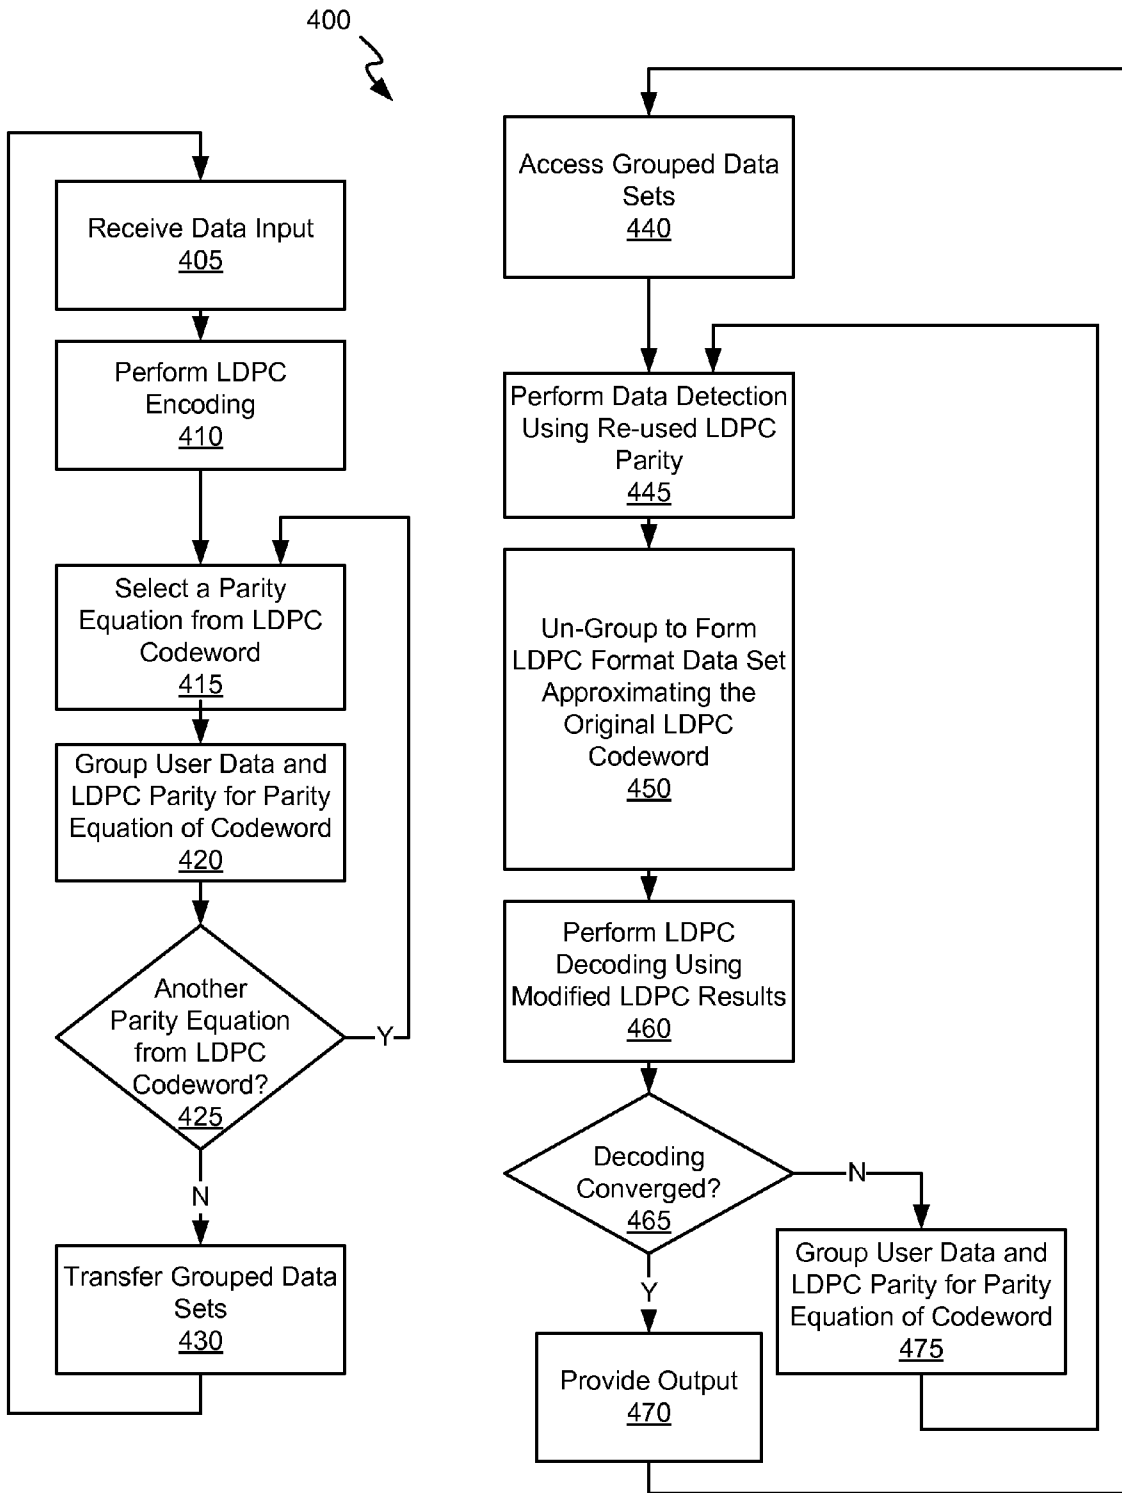 400
Receive Data Input
405
Perform LDPC
Encoding
410
Select a Parity
Equation from LDPC
Codeword
415
Group User Data and
LDPC Parity for Parity
Equation of Codeword
420
Another
Parity Equation
from LDPC
Codeword?
425
Y
N
Transfer Grouped Data
Sets
430
Access Grouped Data
Sets
440
Perform Data Detection
Using Re-used LDPC
Parity
445
Un-Group to Form
LDPC Format Data Set
Approximating the
Original LDPC
Codeword
450
Perform LDPC
Decoding Using
Modified LDPC Results
460
Decoding
Converged?
465
N
Y
Group User Data and
LDPC Parity for Parity
Equation of Codeword
475
Provide Output
470